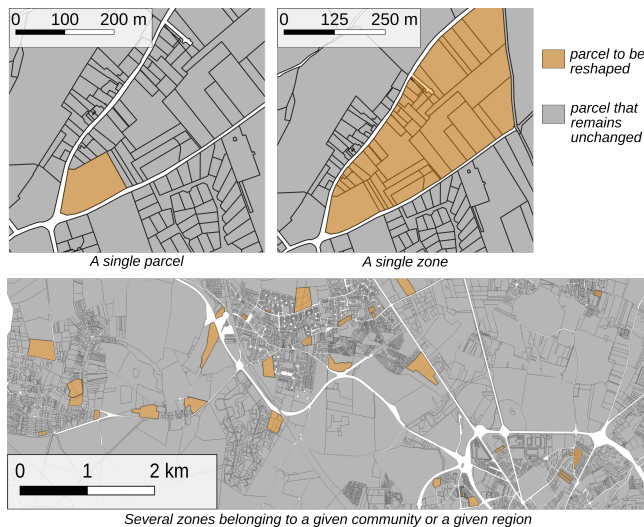 0 100 200 m
0 125 250 m
parcel to be
reshaped
parcel that
remains
unchanged
A single parcel
A single zone
0 1 2 km
Several zones belonging to a given community or a given region